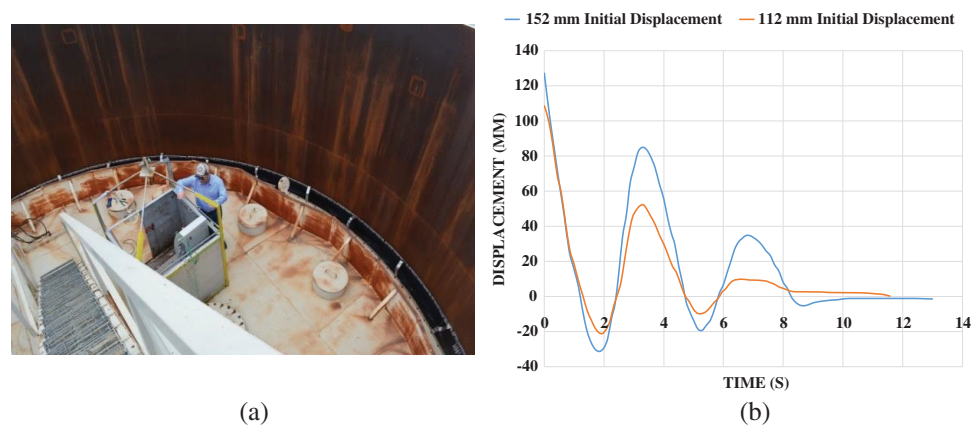 152 mm Initial Displacement
112 mm Initial Displacement
140
120
100
80
60
40
20
0
-20
-40
0 2 4 6 8 10 12 14
DISPLACEMENT (MM)
TIME (S)
(a)
(b)